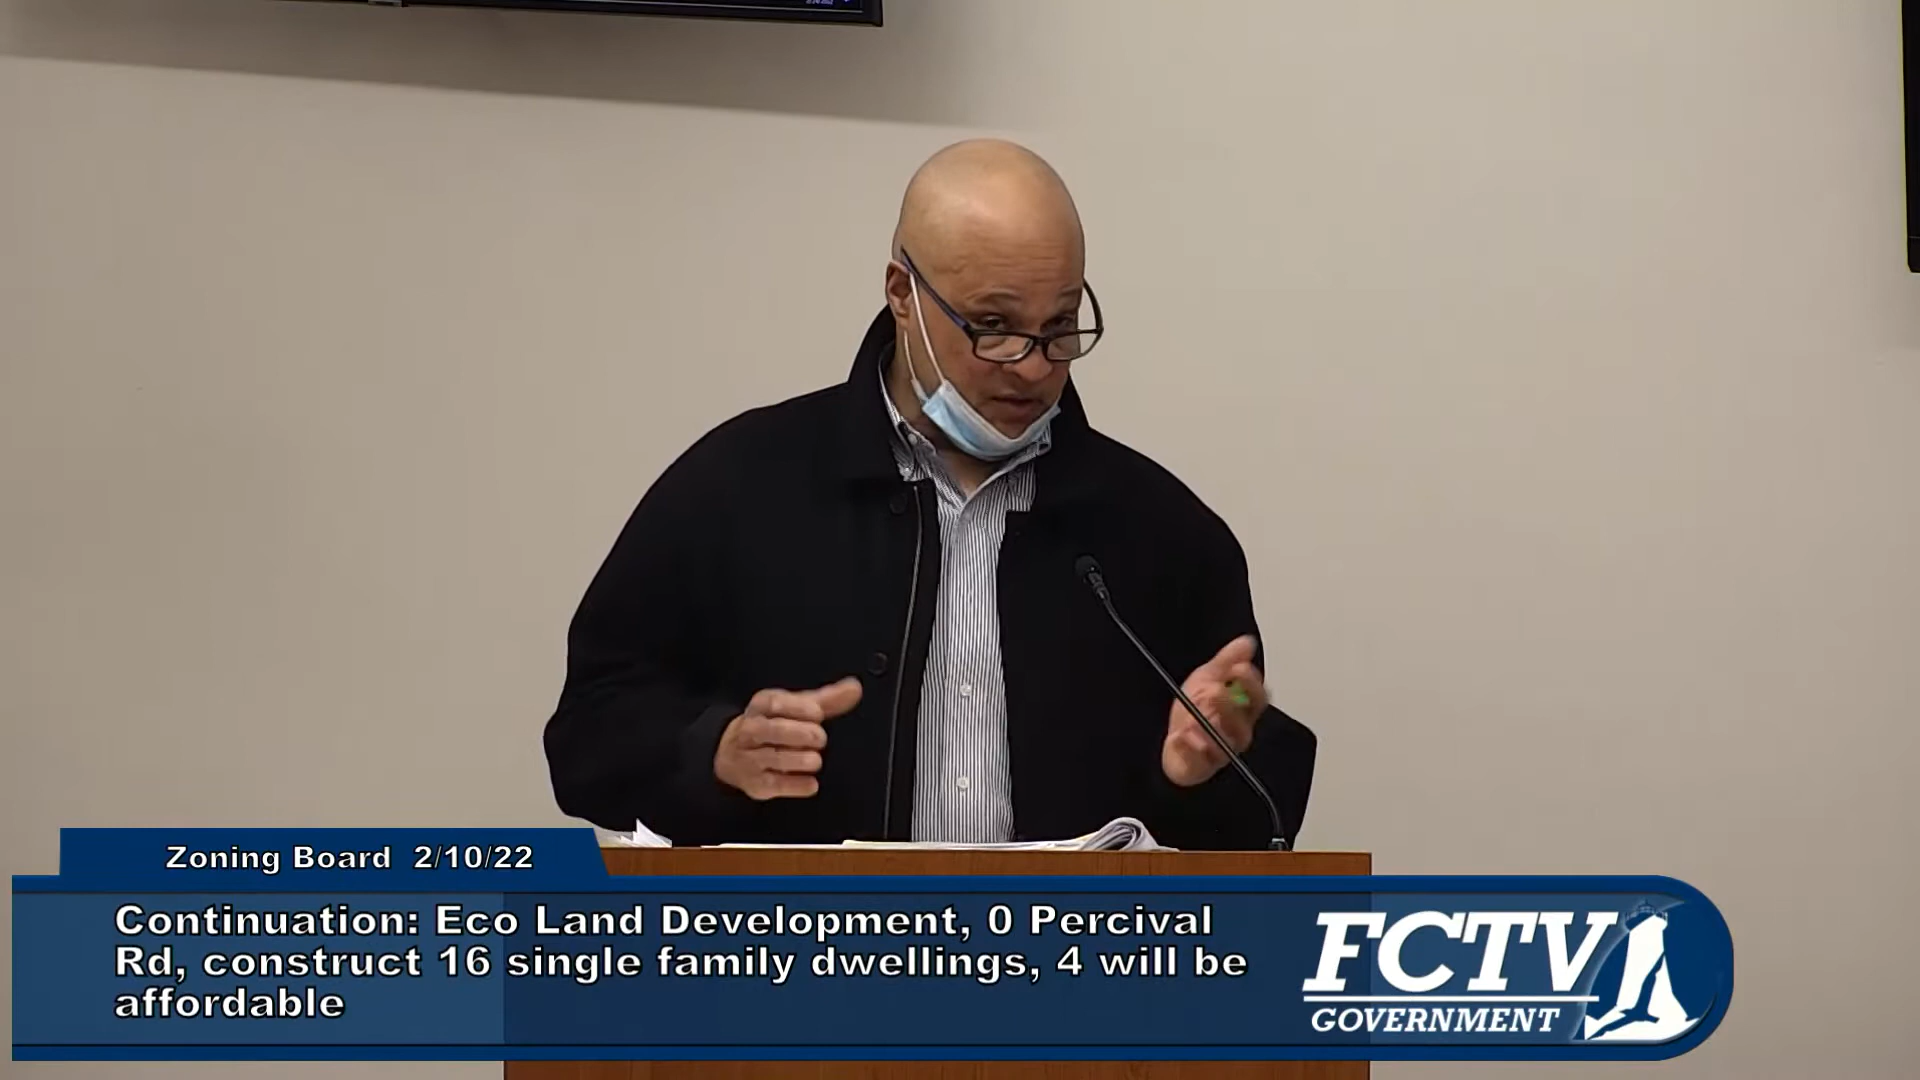 Zoning Board 2/10/22
Continuation: Eco Land Development, 0 Percival
Rd, construct 16 single family dwellings, 4 will be
affordable
FCTV
GOVERNMENT